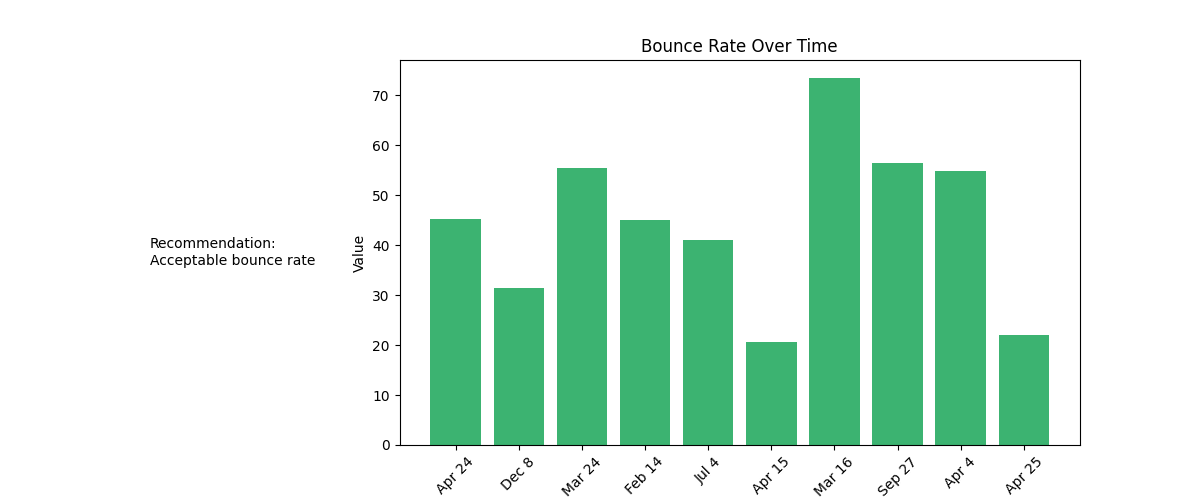 Bounce Rate Over Time
Recommendation:
Acceptable bounce rate
Value
70
60
50
40
30
20
10
0
Apr 24
Dec 8
Mar 24
Feb 14
Jul 4
Apr 15
Mar 16
Sep 27
Apr 4
Apr 25